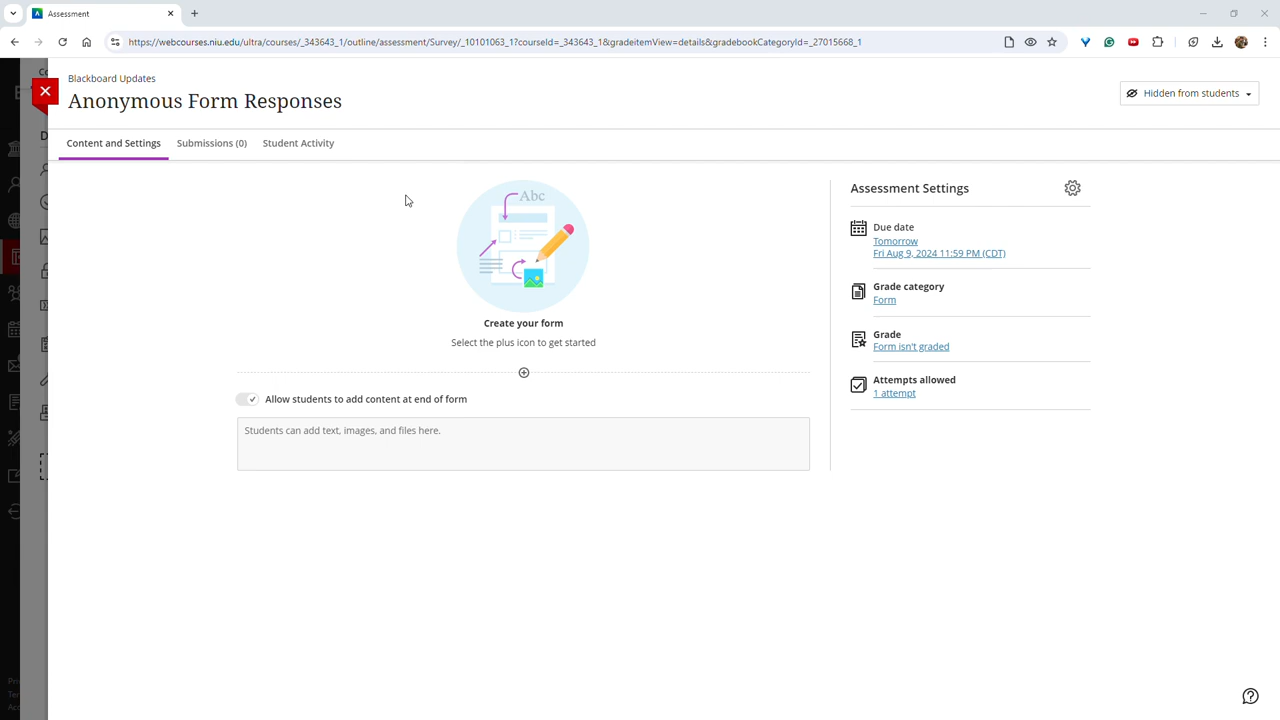 Assessment
https://webcourses.niu.edu/ultra/courses/_343643_1/outline/assessment/Survey/_10101063_1?courseId=_343643_1&gradeitemView=details&gradebookCategoryId=_27015668_1
Blackboard Updates
Anonymous Form Responses
Hidden from students
Content and Settings
Submissions (0)
Student Activity
Abc
Create your form
Select the plus icon to get started
Allow students to add content at end of form
Students can add text, images, and files here.
Assessment Settings
Due date
Tomorrow
Fri Aug 9, 2024 11:59 PM (CDT)
Grade category
Form
Grade
Form isn't graded
Attempts allowed
1 attempt